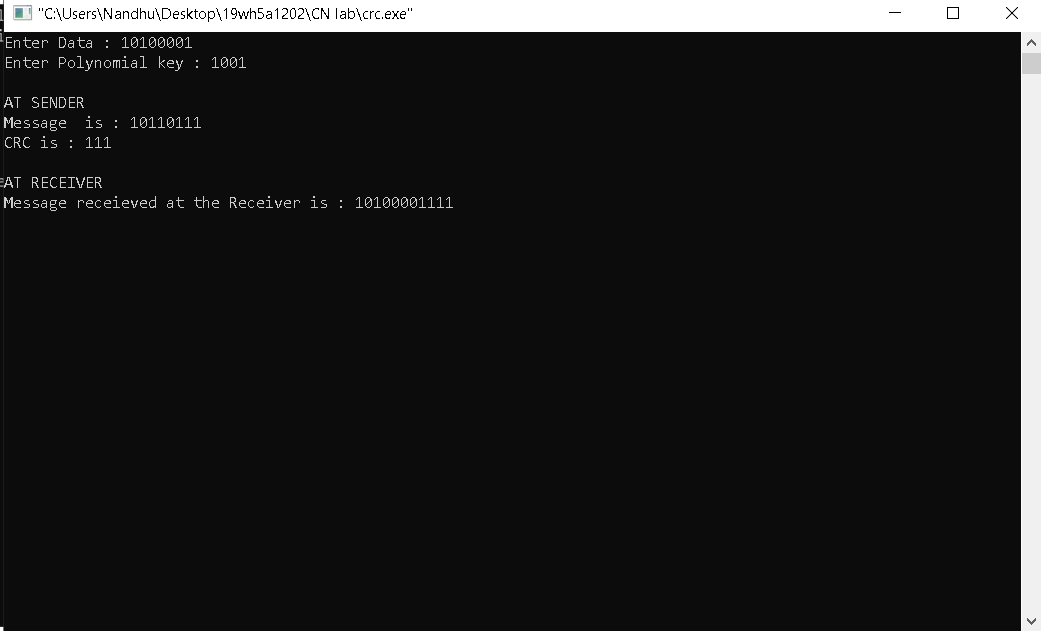 "C:\Users\Nandhu\Desktop\19wh5a1202\CN lab\crc.exe"
Enter Data : 10100001
Enter Polynomial key : 1001
AT SENDER
Message  is : 10110111
CRC is : 111
AT RECEIVER
Message receieved at the Receiver is : 10100001111